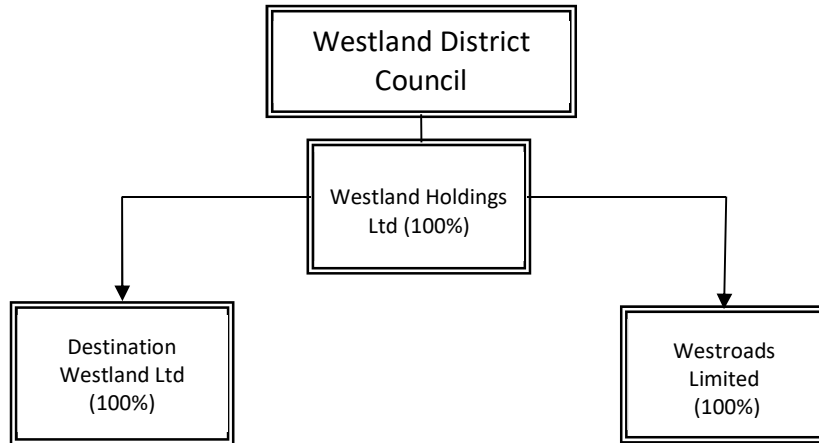 Westland District
Council
Westland Holdings
Ltd (100%)
Destination
Westland Ltd
(100%)
Westroads
Limited
(100%)